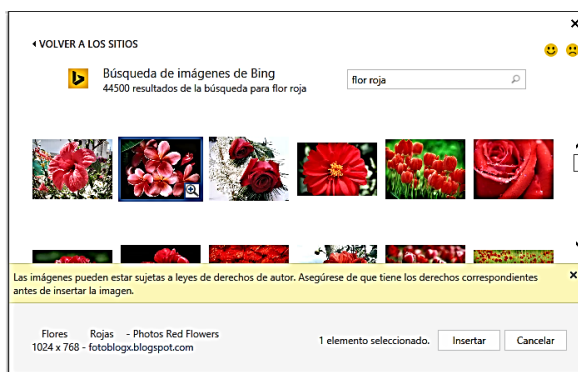 VOLVER A LOS SITIOS
Búsqueda de imágenes de Bing
44500 resultados de la búsqueda para flor roja
flor roja
Las imágenes pueden estar sujetas a leyes de derechos de autor. Asegúrese de que tiene los derechos correspondientes
antes de insertar la imagen.
Flores Rojas - Photos Red Flowers
1024 x 768 - fotoblogx.blogspot.com
1 elemento seleccionado.
Insertar
Cancelar